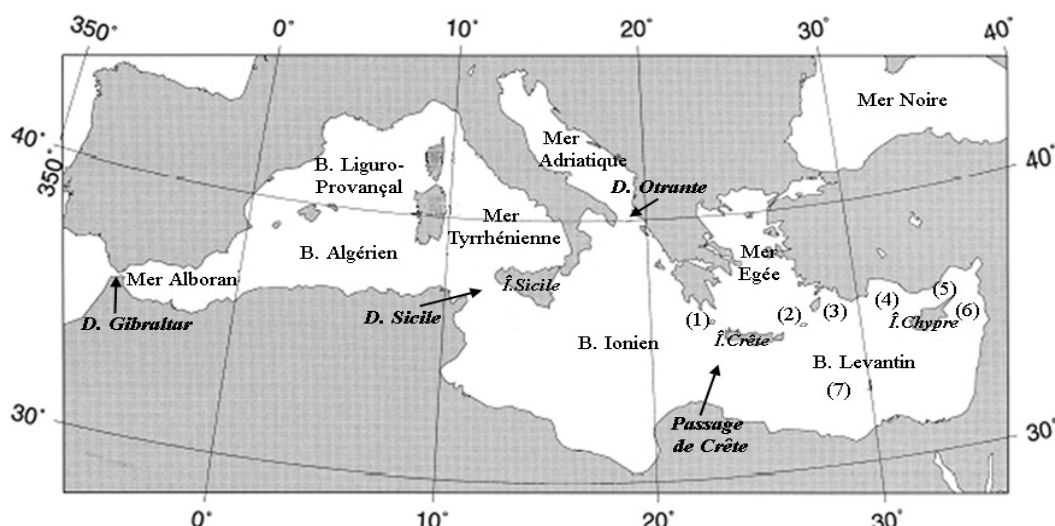 350° 0° 10° 20° 30° 40°
Mer Noire
40°
350°
40°
Mer
Adriatique
B. Liguro-
Provançal
D. Otrante
Mer
Tyrrhénienne
Mer
Egée
B. Algérien
Mer Alboran
Î.Sicile
(5)
(4)
(6)
(3)
(2)
(1)
Î.Chypre
D. Gibraltar
D. Sicile
B. Ionien
Î.Crête
B. Levantin
(7)
30°
Passage
de Crête
30°
0° 10° 20° 30°